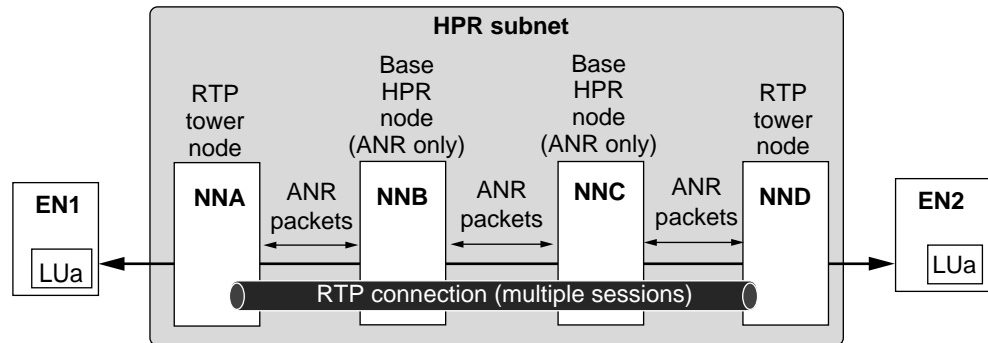 HPR subnet
RTP
tower
node
Base
HPR
node
(ANR only)
Base
HPR
node
(ANR only)
RTP
tower
node
EN1
LUa
NNA
ANR
packets
NNB
ANR
packets
NNC
ANR
packets
NND
EN2
LUa
RTP connection (multiple sessions)